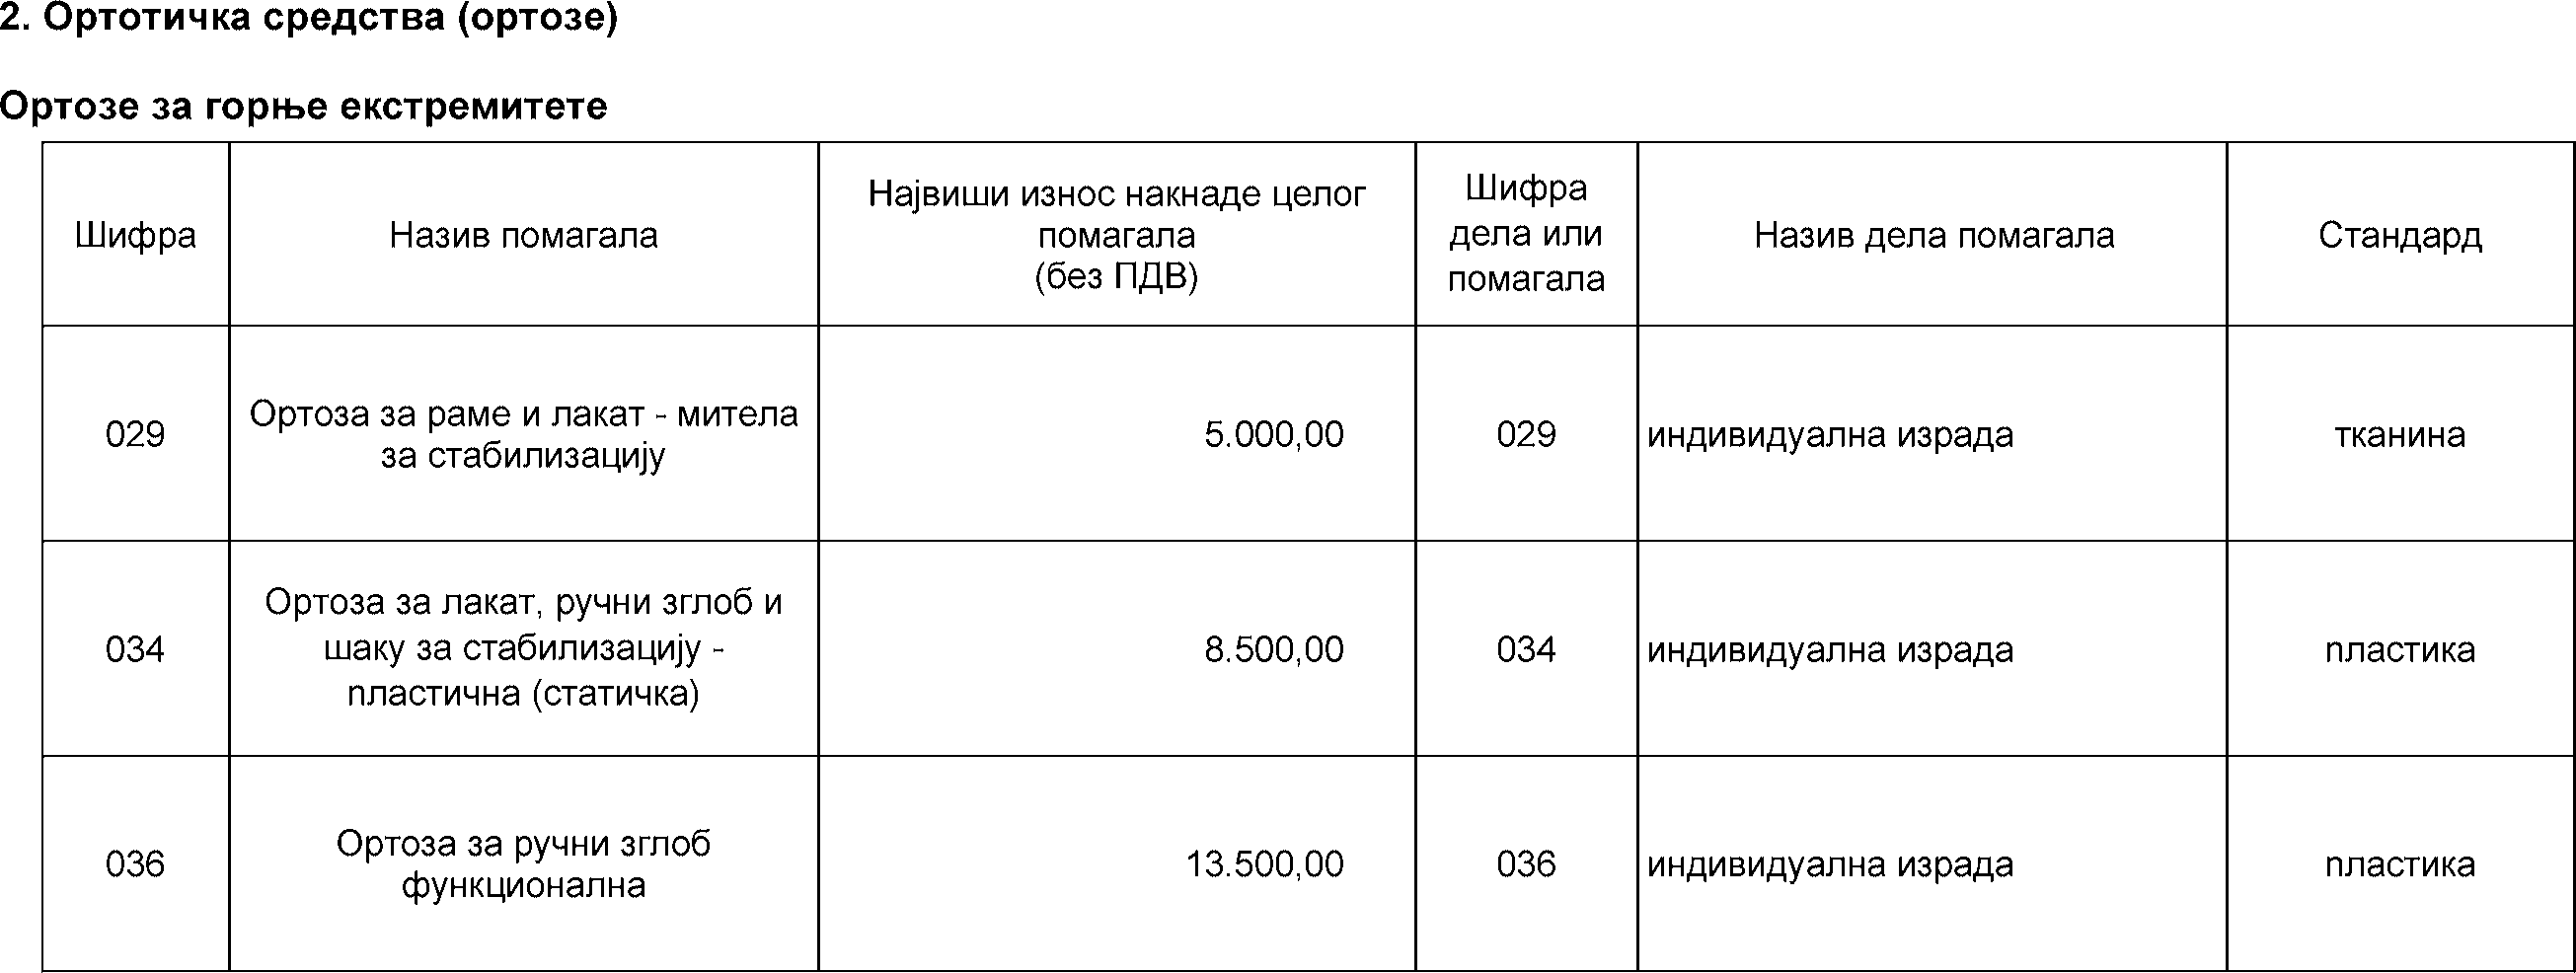 2. Ортотичка средства (ортозе)
Ортозе за горње екстремитете
Шифра
Назив помагала
Највиши износ накнаде целог
помагала
(без ПДВ)
Шифра
дела или
помагала
Назив дела помагала
Стандард
029
Ортоза за раме и лакат - митела
за стабилизацију
5.000,00
029
индивидуална израда
тканина
034
Ортоза за лакат, ручни зглоб и
шаку за стабилизацију -
пластична (статичка)
8.500,00
034
индивидуална израда
пластика
036
Ортоза за ручни зглоб
функционална
13.500,00
036
индивидуална израда
пластика